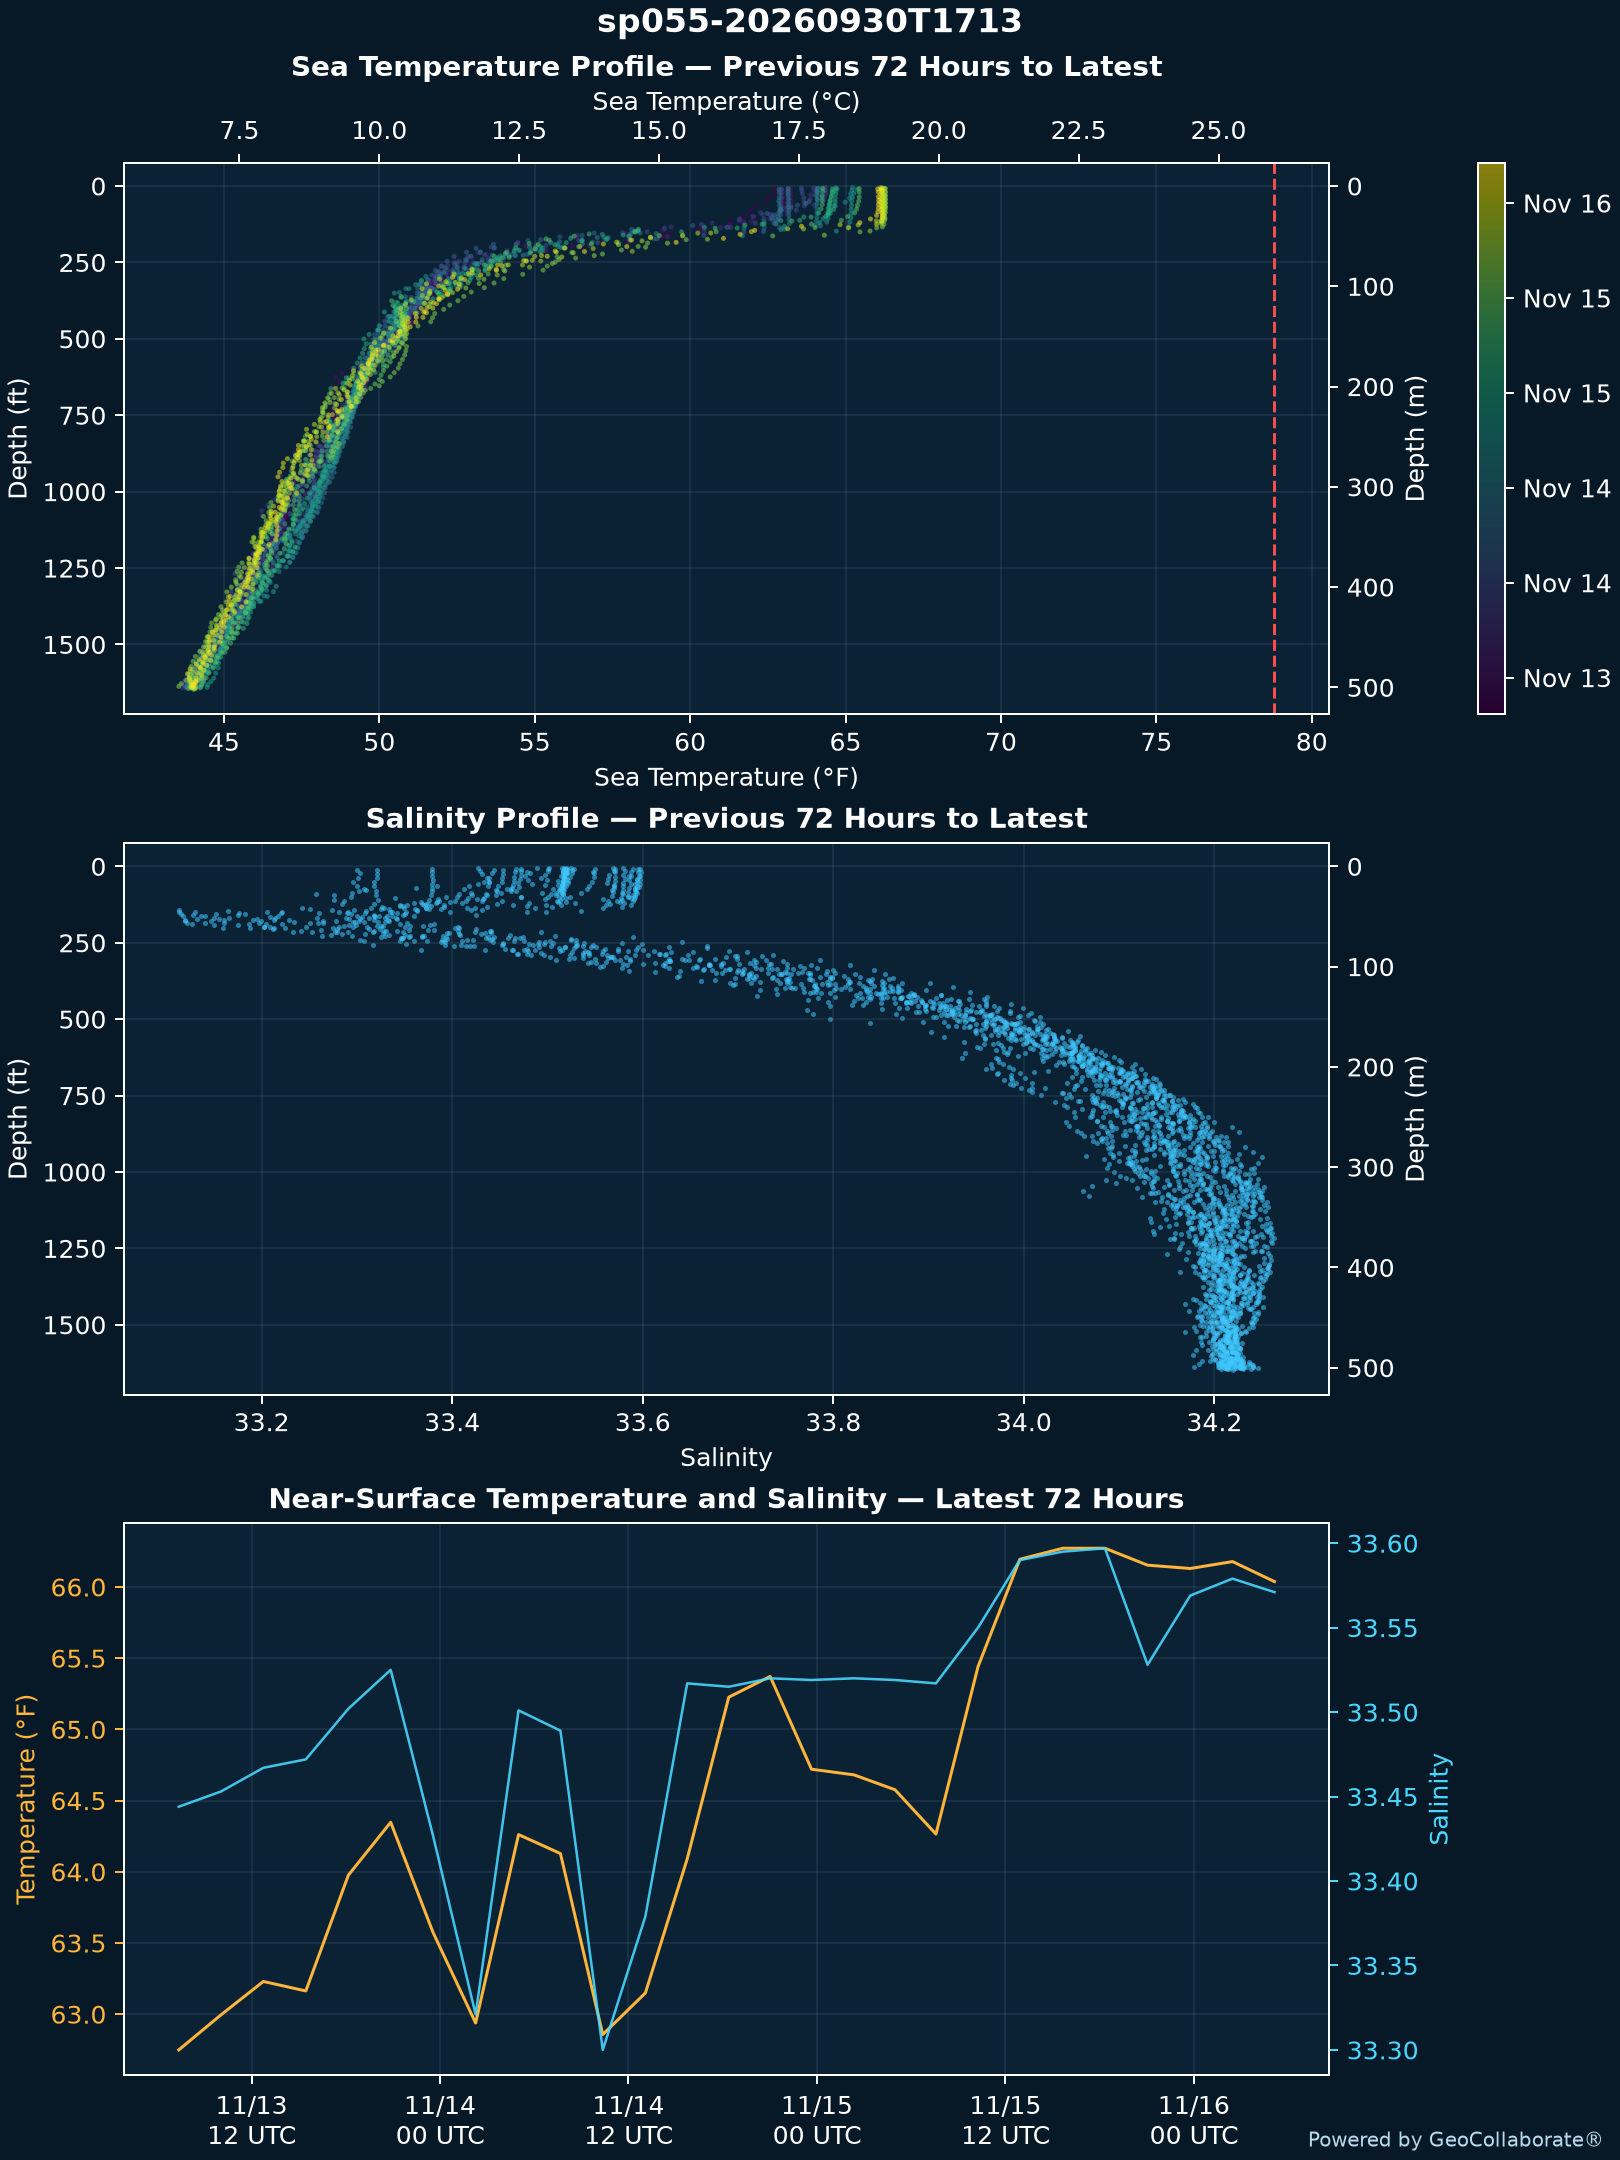 sp055-20260930T1713
Sea Temperature Profile — Previous 72 Hours to Latest
Sea Temperature (°C)
7.5 10.0 12.5 15.0 17.5 20.0 22.5 25.0
0
250
500
750
1000
1250
1500
Depth (ft)
0
100
200
300
400
500
Depth (m)
Nov 16
Nov 15
Nov 15
Nov 14
Nov 14
Nov 13
45 50 55 60 65 70 75 80
Sea Temperature (°F)
Salinity Profile — Previous 72 Hours to Latest
0
250
500
750
1000
1250
1500
Depth (ft)
0
100
200
300
400
500
Depth (m)
33.2 33.4 33.6 33.8 34.0 34.2
Salinity
Near-Surface Temperature and Salinity — Latest 72 Hours
66.0
65.5
65.0
64.5
64.0
63.5
63.0
Temperature (°F)
33.60
33.55
33.50
33.45
33.40
33.35
33.30
Salinity
11/13 11/14 11/14 11/15 11/15 11/16
12 UTC 00 UTC 12 UTC 00 UTC 12 UTC 00 UTC
Powered by GeoCollaborate®